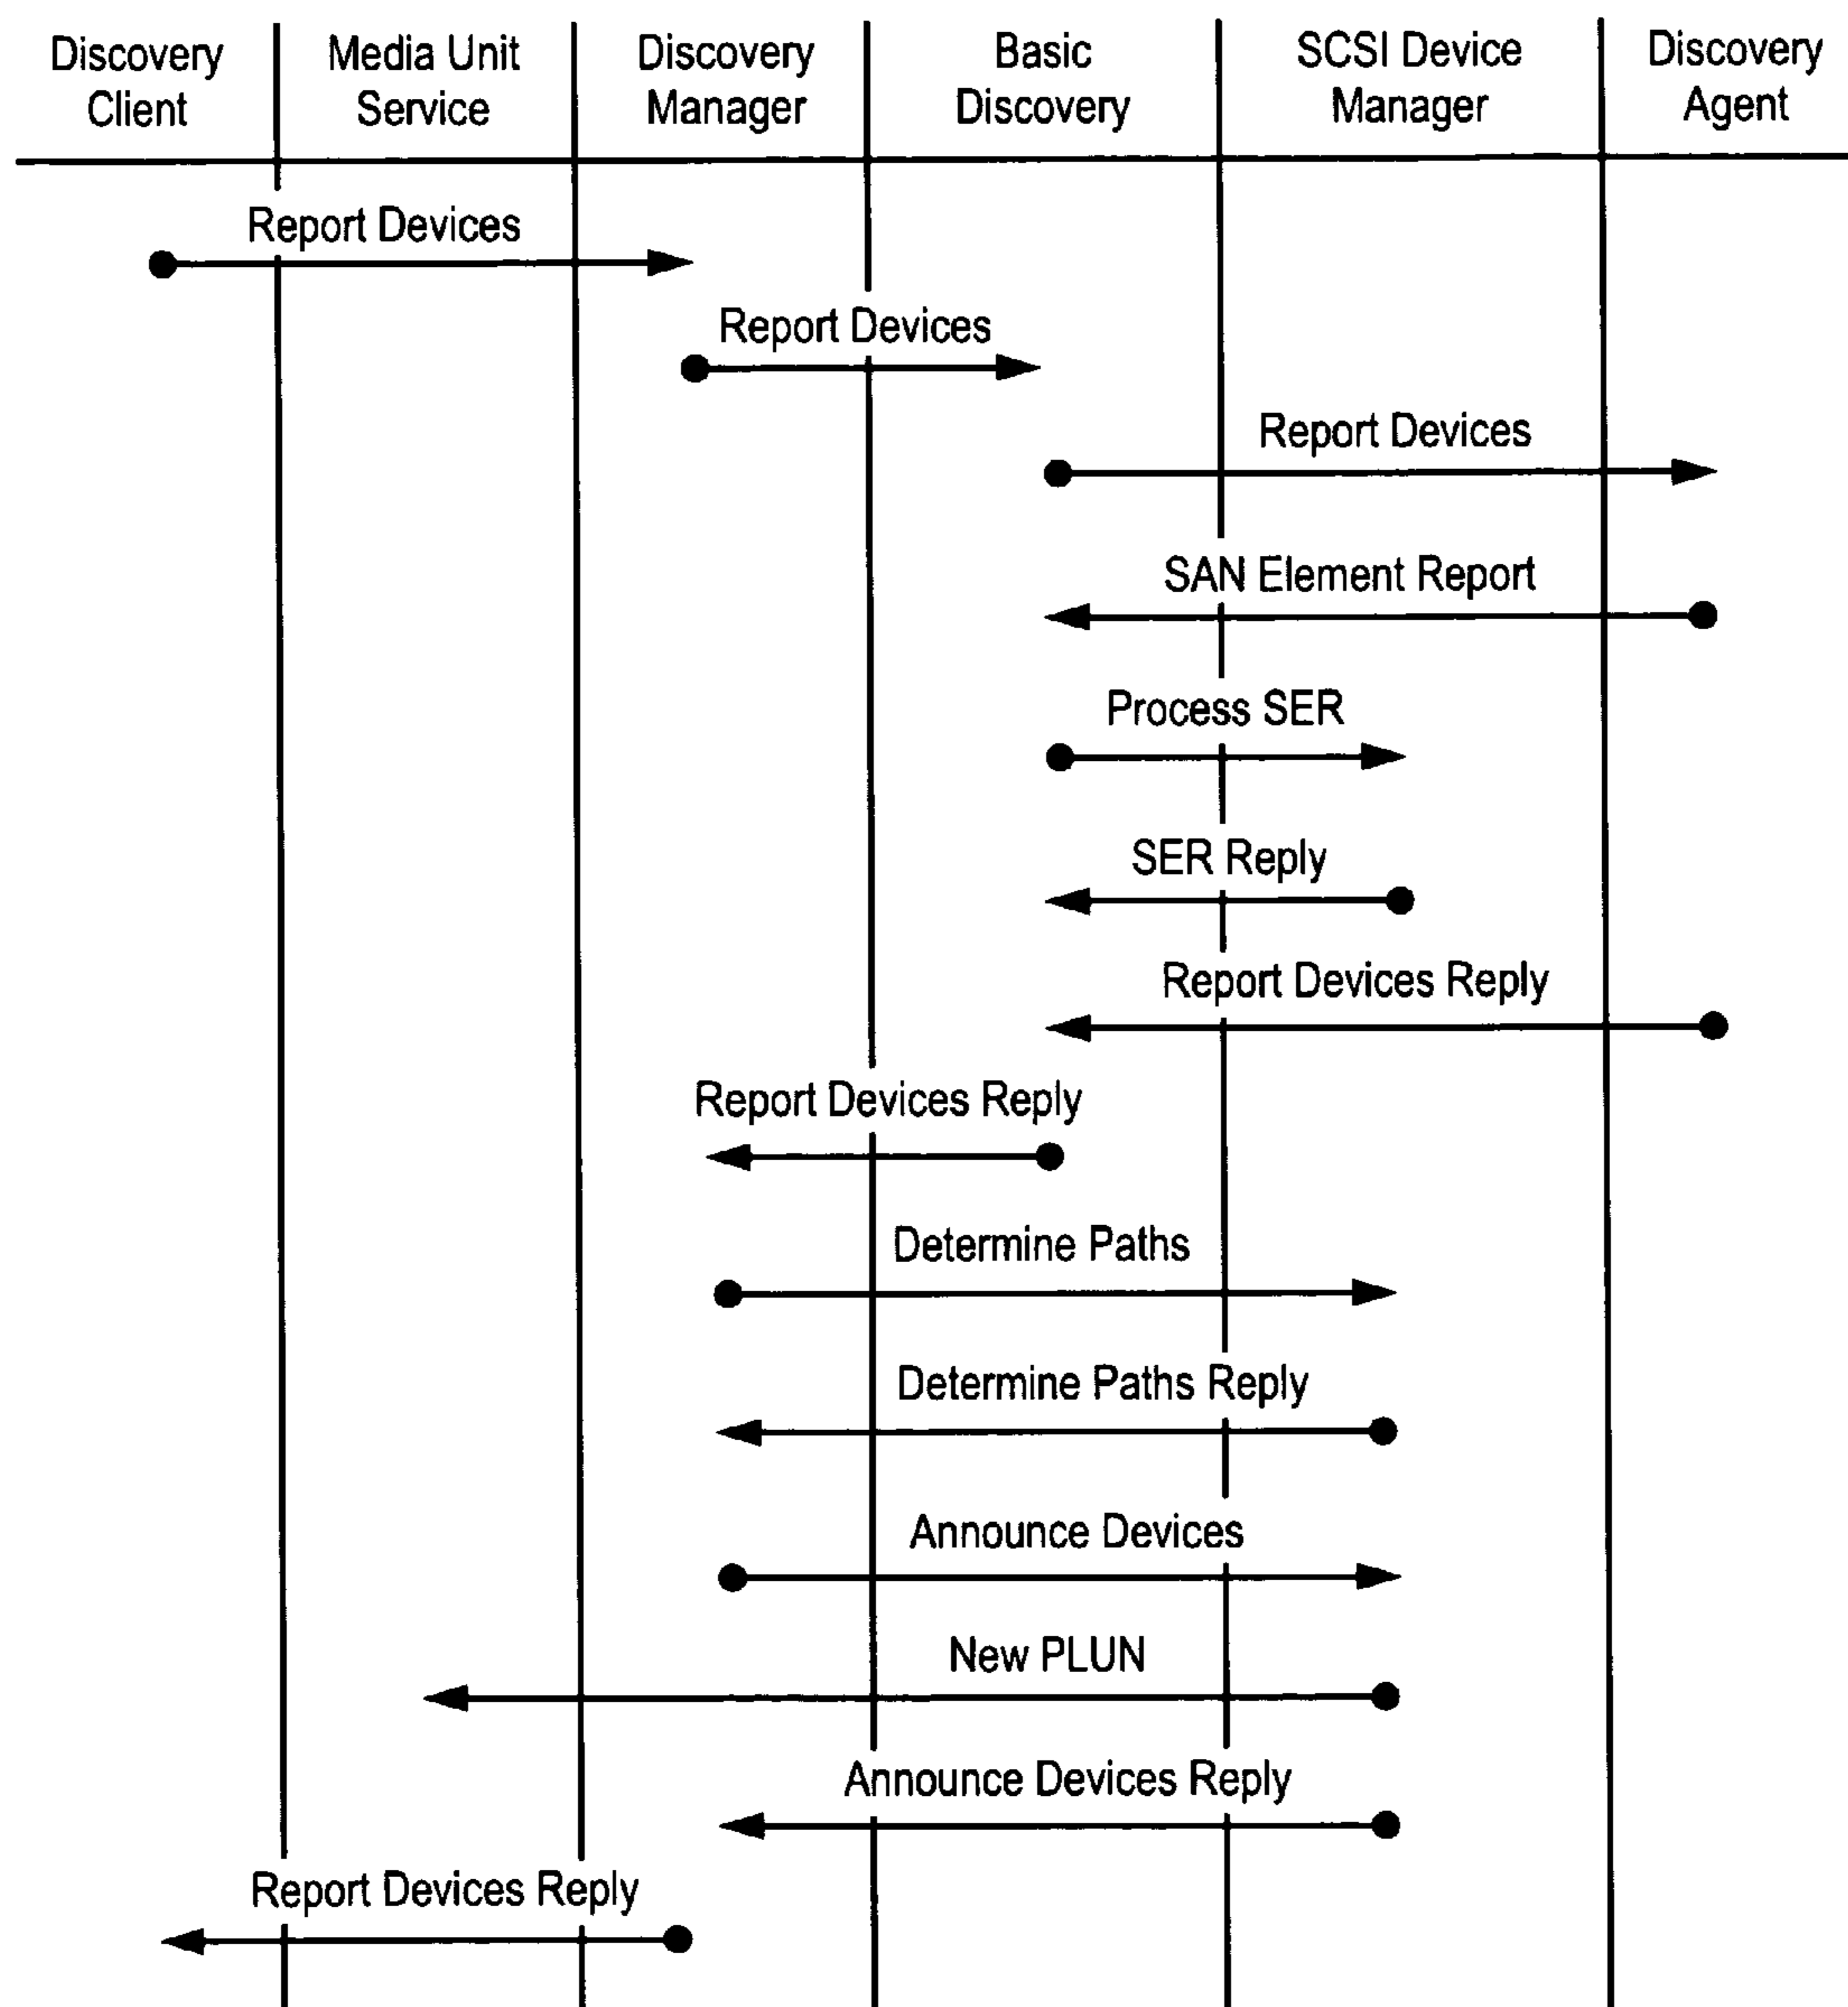 Discovery
Client
Media Unit
Service
Discovery
Manager
Basic
Discovery
SCSI Device
Manager
Discovery
Agent
Report Devices
Report Devices
Report Devices
SAN Element Report
Process SER
SER Reply
Report Devices Reply
Report Devices Reply
Determine Paths
Determine Paths Reply
Announce Devices
New PLUN
Announce Devices Reply
Report Devices Reply